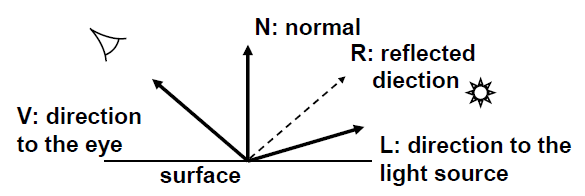 N: normal
R: reflected
diection
V: direction
to the eye
L: direction to the
light source
surface